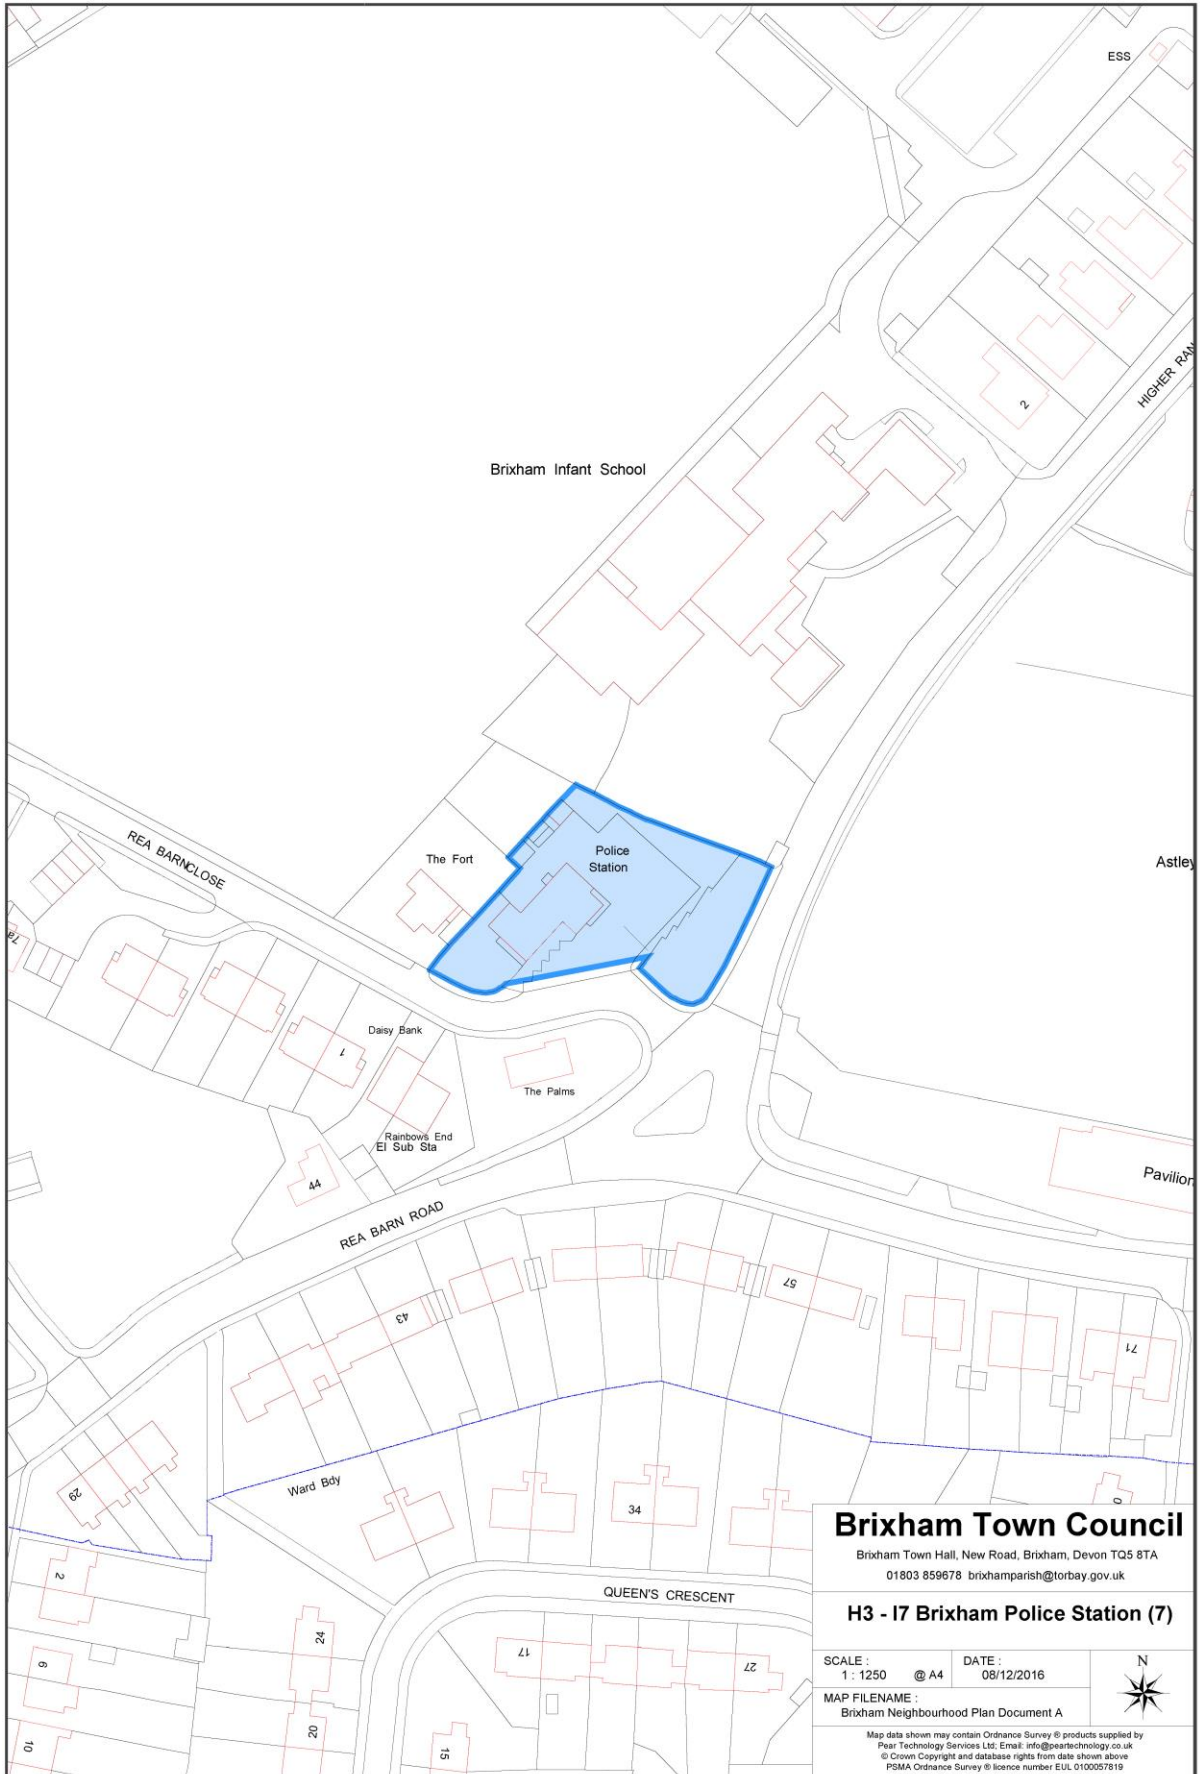 ESS
HIGHER RAN
2
Brixham Infant School
Police
Station
The Fort
Astley
REA BARN CLOSE
7a
Daisy Bank
1
The Palms
Rainbows End
El Sub Sta
44
Pavilion
REA BARN ROAD
57
43
71
29
Ward Bdy
34
2
QUEEN'S CRESCENT
24
17
27
6
20
10
15
Brixham Town Council
Brixham Town Hall, New Road, Brixham, Devon TQ5 8TA
01803 859678 brixhamparish@torbay.gov.uk
H3 - I7 Brixham Police Station (7)
SCALE :
1 : 1250 @ A4
DATE :
08/12/2016
N
MAP FILENAME :
Brixham Neighbourhood Plan Document A
Map data shown may contain Ordnance Survey ® products supplied by
Pear Technology Services Ltd; Email: info@peartechnology.co.uk
© Crown Copyright and database rights from date shown above
PSMA Ordnance Survey ® licence number EUL 0100057819